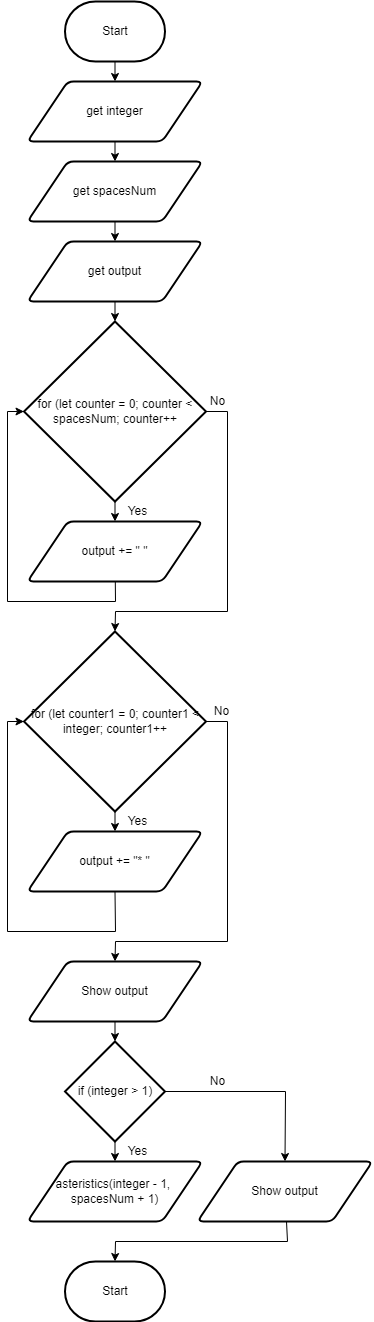 Start
get integer
get spacesNum
get output
for (let counter = 0; counter <
spacesNum; counter++
No
Yes
output += " "
for (let counter1 = 0; counter1 <
integer; counter1++
No
Yes
output += "* "
Show output
if (integer > 1)
No
Yes
asteristics(integer - 1,
spacesNum + 1)
Show output
Start